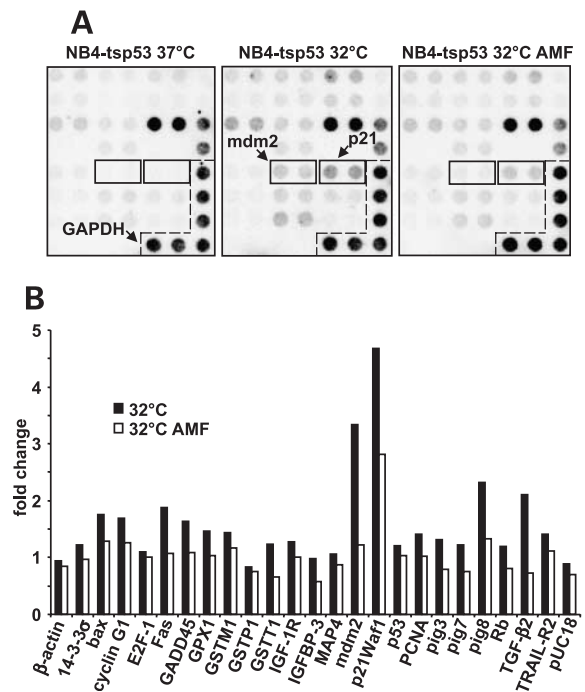 A
NB4-tsp53 37°C
NB4-tsp53 32°C
NB4-tsp53 32°C AMF
mdm2
p21
GAPDH
B
5
4
3
2
1
0
fold change
32°C
32°C AMF
β-actin
14-3-3σ
bax
cyclin G1
E2F-1
Fas
GADD45
GPX1
GSTM1
GSTP1
GSTT1
IGF-1R
IGFBP-3
MAP4
mdm2
p21Waf1
p53
PCNA
pig3
pig7
pig8
Rb
TGF-β2
TRAIL-R2
pUC18